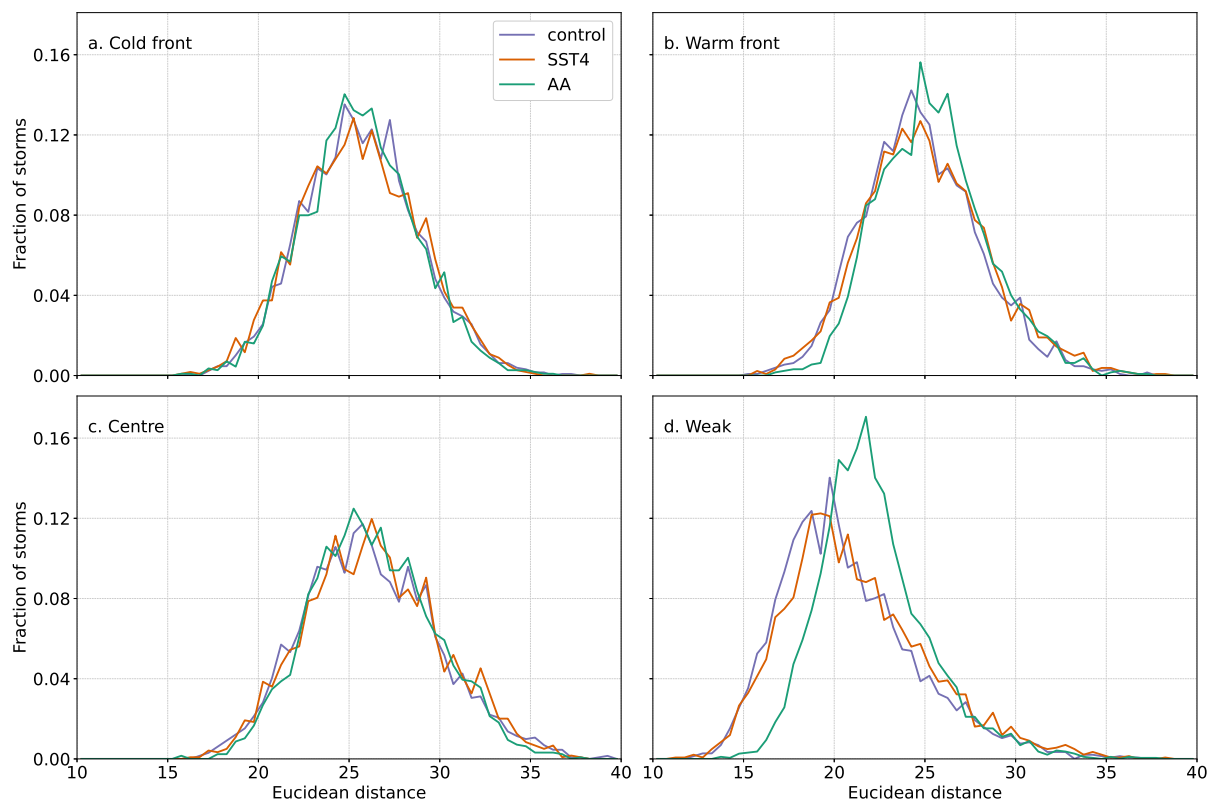 a. Cold front
control
SST4
AA
b. Warm front
Fraction of storms
0.16
0.12
0.08
0.04
0.00
c. Centre
d. Weak
Fraction of storms
0.16
0.12
0.08
0.04
0.00
10 15 20 25 30 35 40
10 15 20 25 30 35 40
Eucidean distance
Eucidean distance